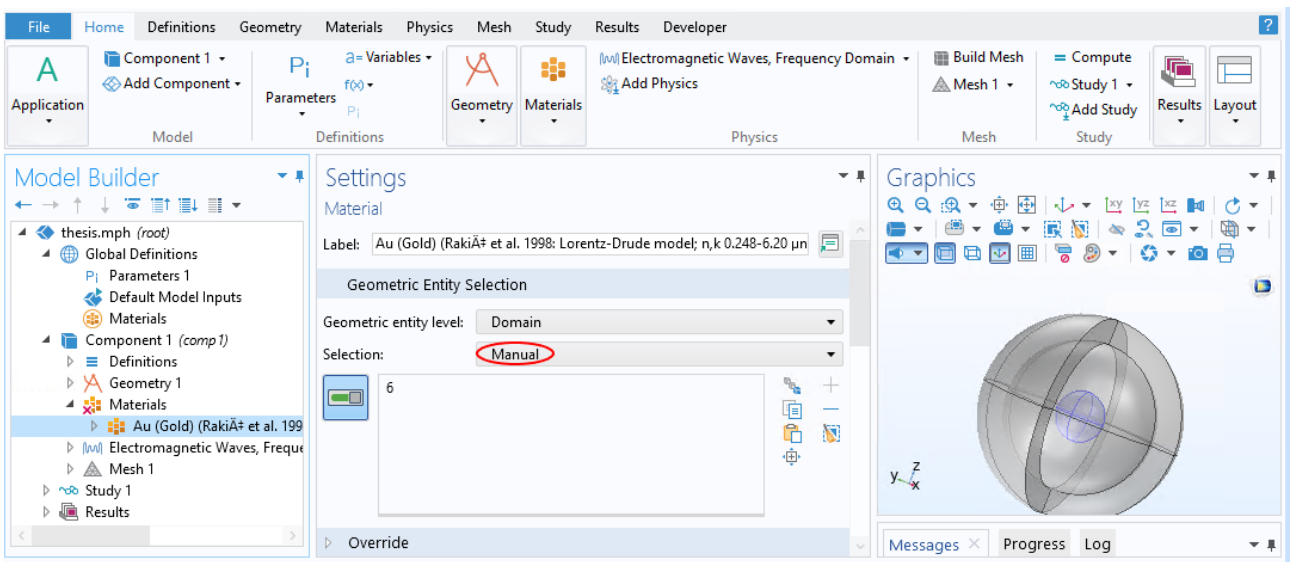 File Home Definitions Geometry Materials Physics Mesh Study Results Developer ?
A Component 1 Pi a= Variables Electromagnetic Waves, Frequency Domain Build Mesh = Compute
Add Component f(x) Add Physics Mesh 1 Study 1
Application Parameters Pi Geometry Materials Add Study Results Layout
Model Definitions Physics Mesh Study
Model Builder
thesis.mph (root)
Global Definitions
Pi Parameters 1
Default Model Inputs
Materials
Component 1 (comp1)
Definitions
Geometry 1
Materials
Au (Gold) (RakiÄ‡ et al. 199
Electromagnetic Waves, Freque
Mesh 1
Study 1
Results
Settings
Material
Label: Au (Gold) (RakiÄ‡ et al. 1998: Lorentz-Drude model; n,k 0.248-6.20 µn
Geometric Entity Selection
Geometric entity level: Domain
Selection: Manual
6
Override
Graphics
xy yz xz
y z x
Messages × Progress Log